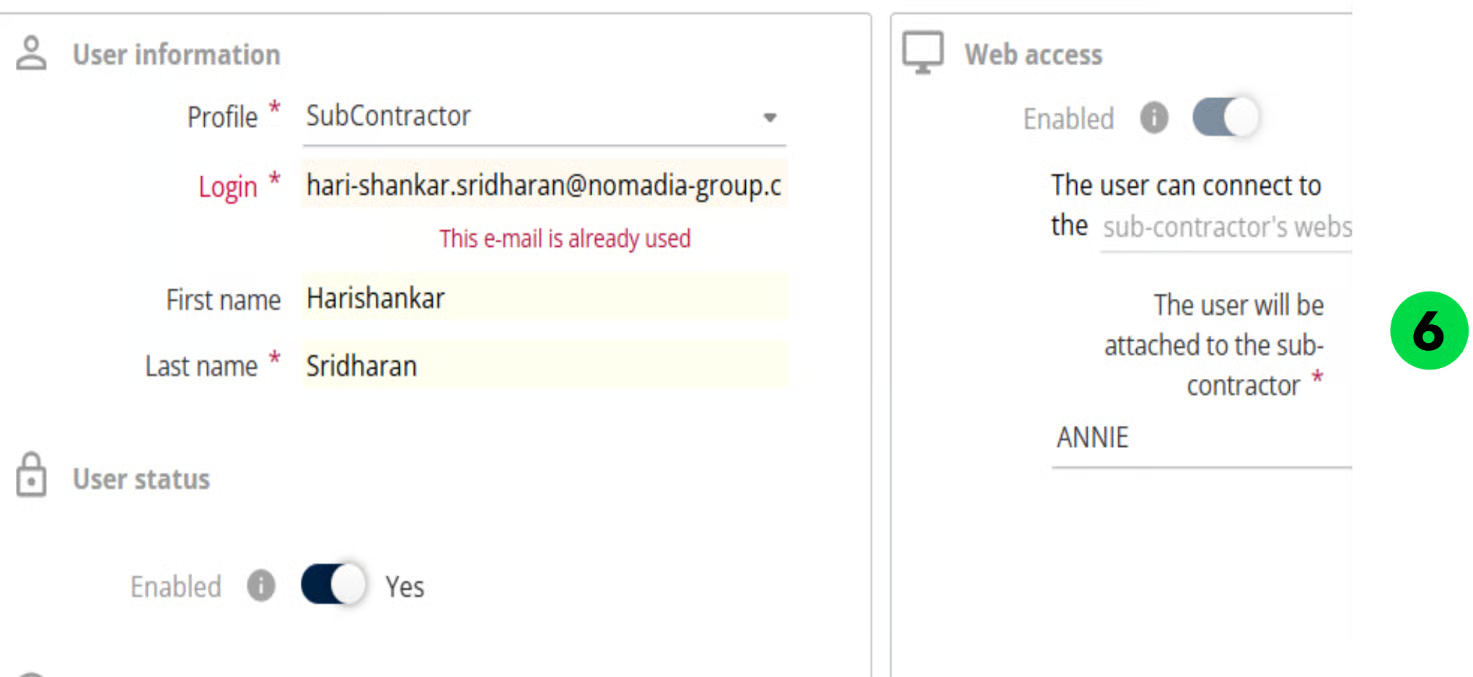 User information
Profile *
SubContractor
Login *
hari-shankar.sridharan@nomadia-group.c
This e-mail is already used
First name
Harishankar
Last name *
Sridharan
User status
Enabled
Yes
Web access
Enabled
The user can connect to
the sub-contractor's webs
The user will be
attached to the sub-
contractor *
ANNIE
6